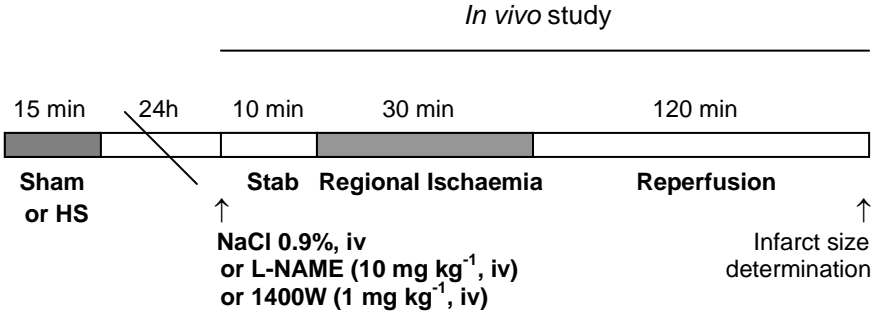 In vivo study
15 min 24h 10 min 30 min 120 min
Sham Stab Regional Ischaemia Reperfusion
or HS ↑ ↑
NaCl 0.9%, iv Infarct size
or L-NAME (10 mg kg⁻¹, iv) determination
or 1400W (1 mg kg⁻¹, iv)